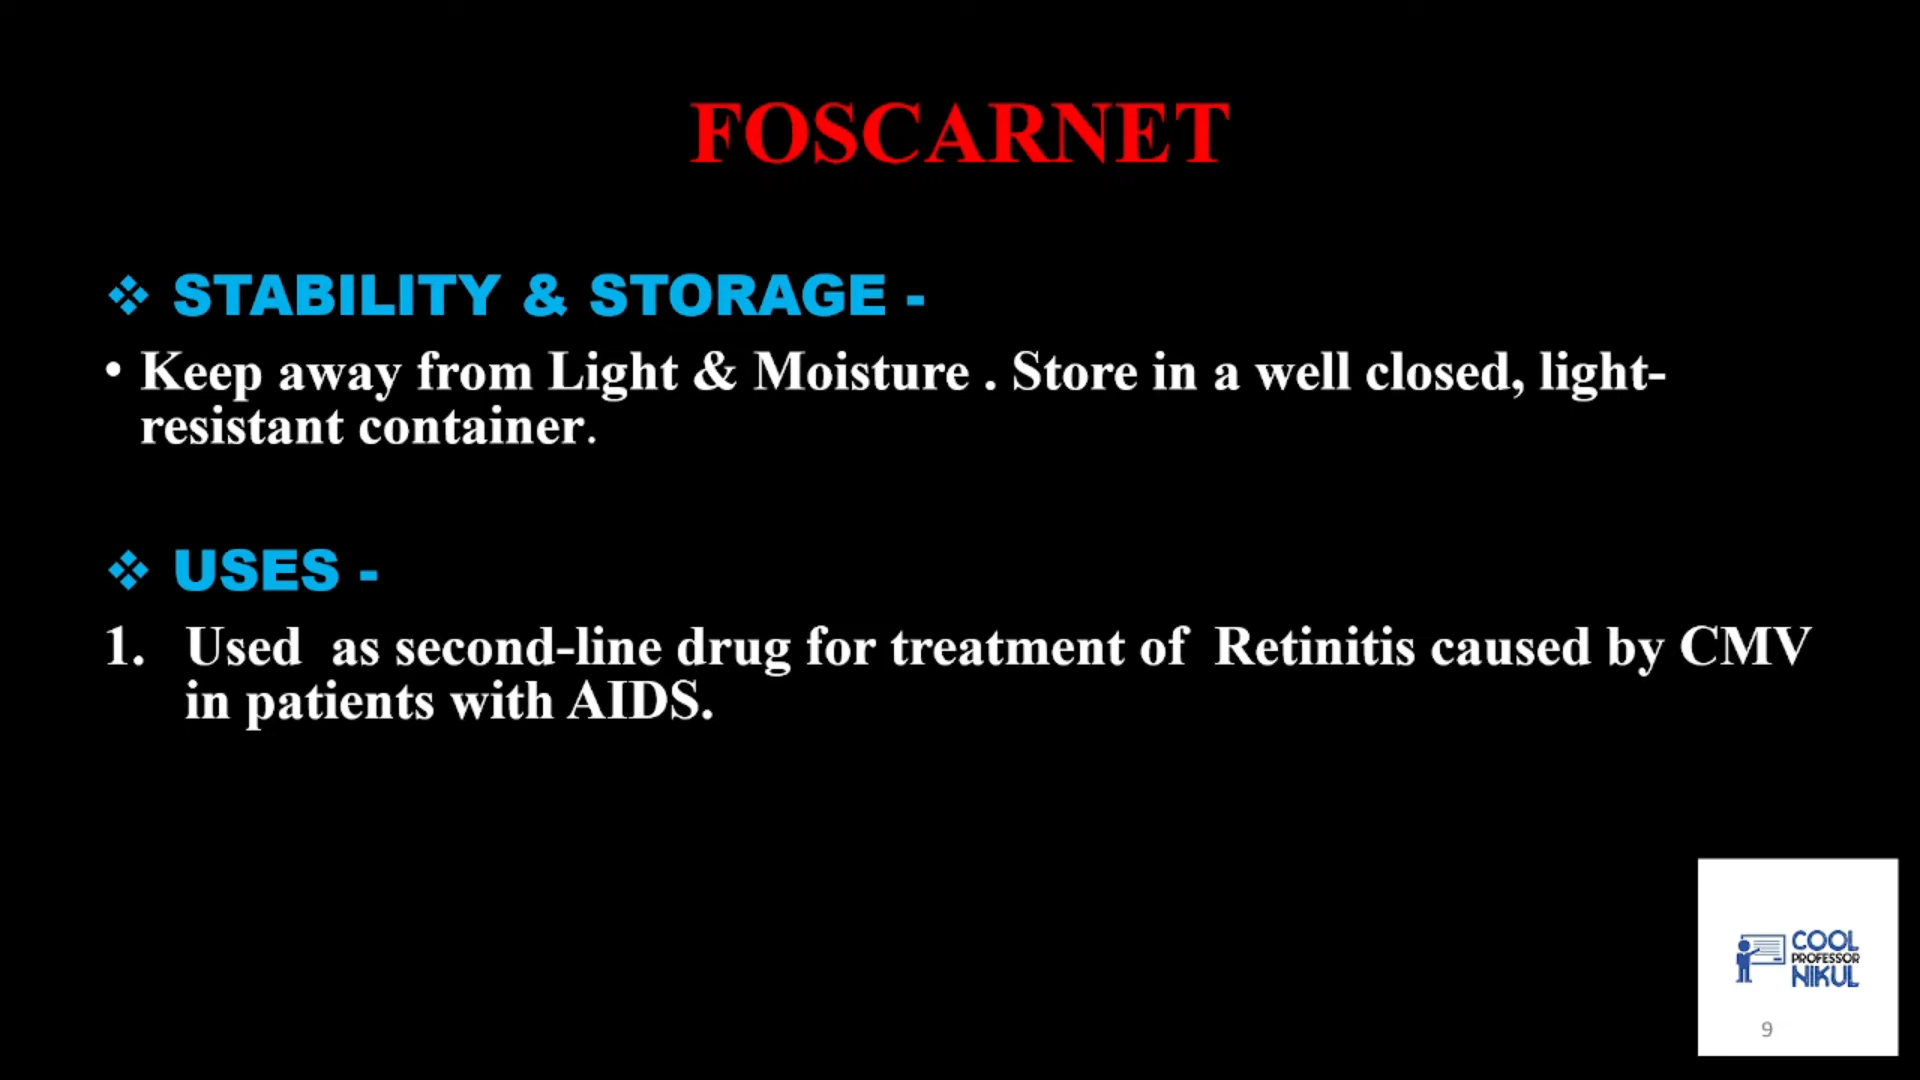 FOSCARNET
❖ STABILITY & STORAGE -
• Keep away from Light & Moisture . Store in a well closed, light-
resistant container.
❖ USES -
1. Used as second-line drug for treatment of Retinitis caused by CMV
in patients with AIDS.
COOL
PROFESSOR
NIKUL
9